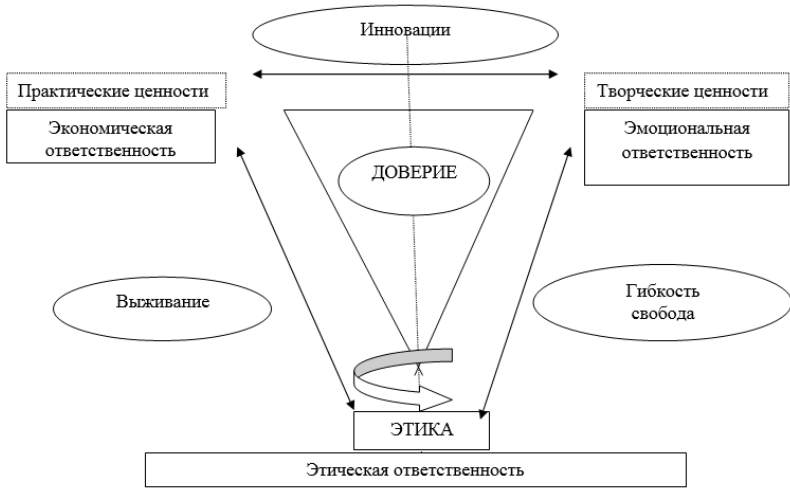 Инновации
Практические ценности
Творческие ценности
Экономическая
ответственность
Эмоциональная
ответственность
ДОВЕРИЕ
Выживание
Гибкость
свобода
ЭТИКА
Этическая ответственность